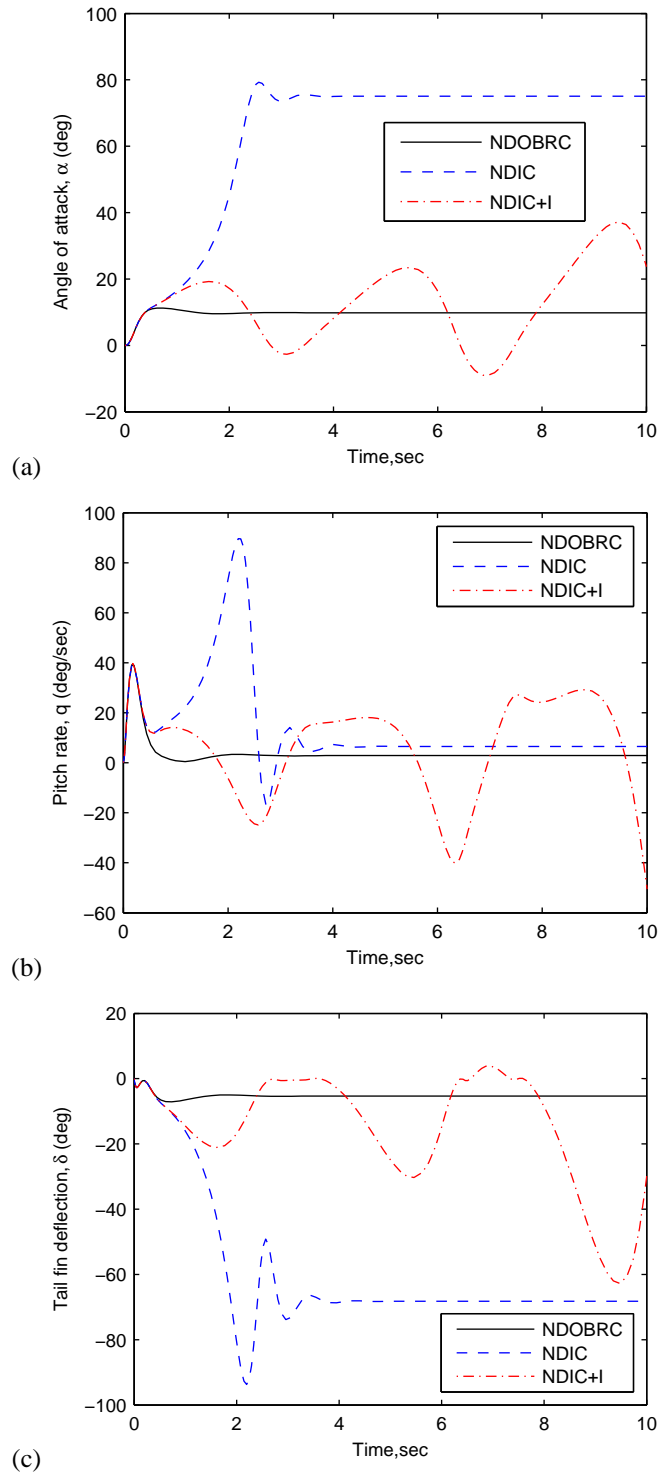 100
80
60
40
20
0
−20
Angle of attack, α (deg)
NDOBRC
NDIC
NDIC+I
0 2 4 6 8 10
Time,sec
(a)
100
80
60
40
20
0
−20
−40
−60
Pitch rate, q (deg/sec)
NDOBRC
NDIC
NDIC+I
0 2 4 6 8 10
Time,sec
(b)
20
0
−20
−40
−60
−80
−100
Tail fin deflection, δ (deg)
NDOBRC
NDIC
NDIC+I
0 2 4 6 8 10
Time,sec
(c)